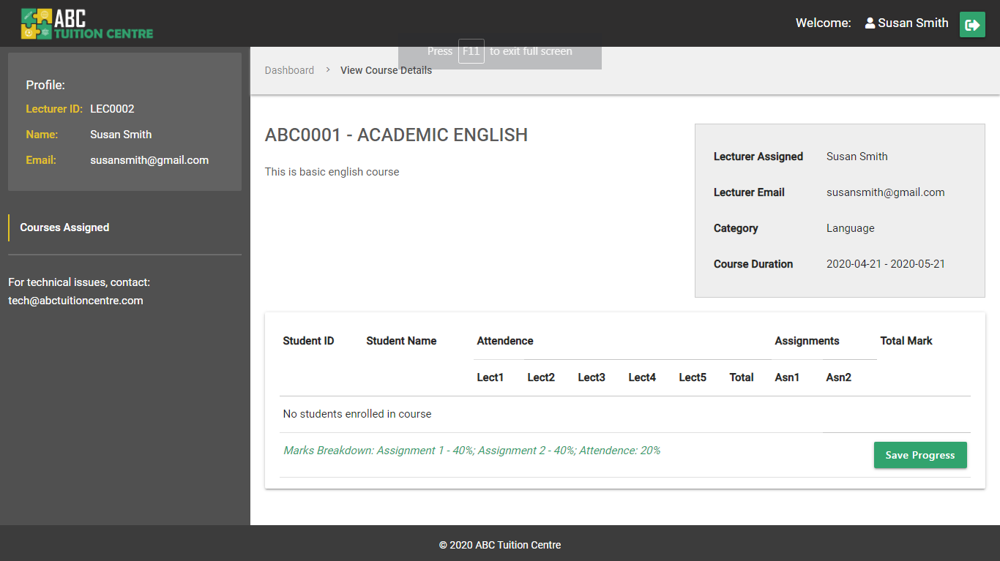 ABC
TUITION CENTRE
Welcome: Susan Smith
Press F11 to exit full screen
Dashboard > View Course Details
Profile:
Lecturer ID: LEC0002
Name: Susan Smith
Email: susansmith@gmail.com
Courses Assigned
For technical issues, contact:
tech@abctuitioncentre.com
ABC0001 - ACADEMIC ENGLISH
This is basic english course
Lecturer Assigned Susan Smith
Lecturer Email susansmith@gmail.com
Category Language
Course Duration 2020-04-21 - 2020-05-21
Student ID Student Name Attendence Assignments Total Mark
Lect1 Lect2 Lect3 Lect4 Lect5 Total Asn1 Asn2
No students enrolled in course
Marks Breakdown: Assignment 1 - 40%; Assignment 2 - 40%; Attendence: 20%
Save Progress
© 2020 ABC Tuition Centre